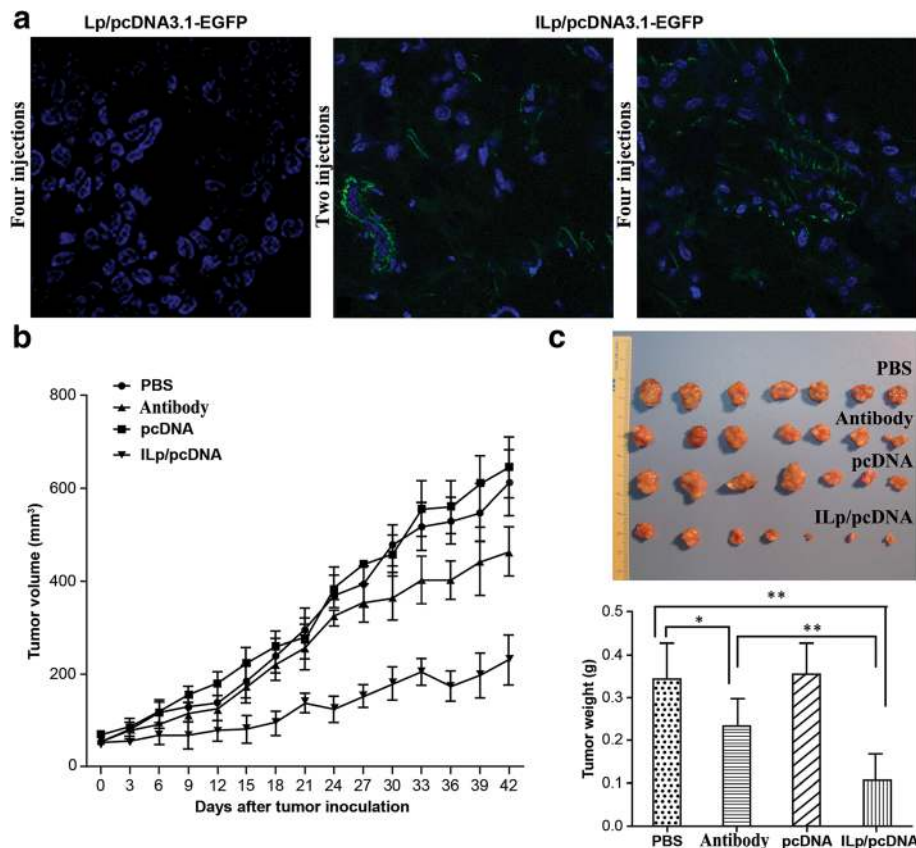 a
Lp/pcDNA3.1-EGFP
ILp/pcDNA3.1-EGFP
Four injections
Two injections
Four injections
b
800
600
400
200
0
Tumor volume (mm³)
PBS
Antibody
pcDNA
ILp/pcDNA
0 3 6 9 12 15 18 21 24 27 30 33 36 39 42
Days after tumor inoculation
c
PBS
Antibody
pcDNA
ILp/pcDNA
0.5
0.4
0.3
0.2
0.1
0.0
Tumor weight (g)
**
*
**
PBS Antibody pcDNA ILp/pcDNA